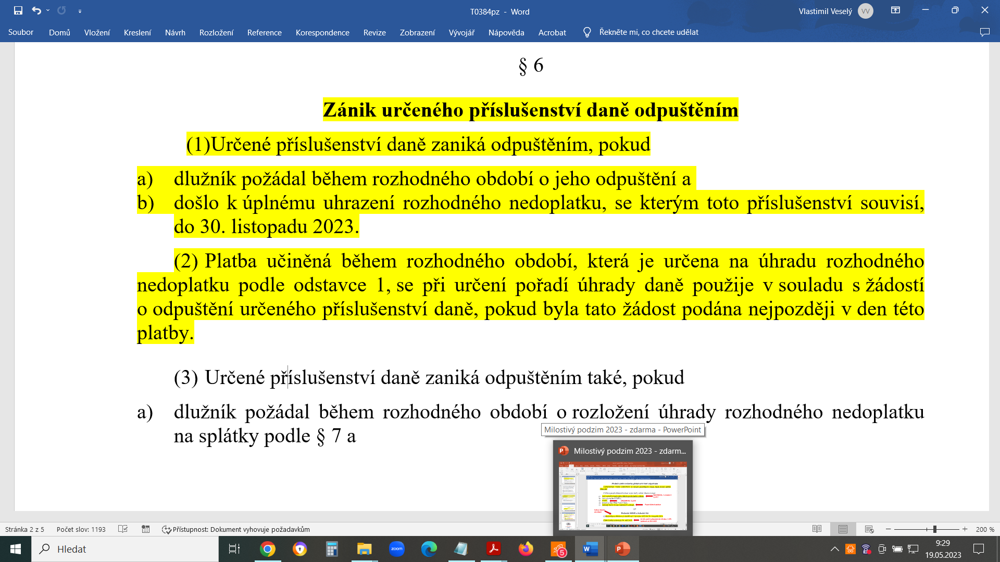 T0384pz - Word
Vlastimil Veselý VV
Soubor Domů Vložení Kreslení Návrh Rozložení Reference Korespondence Revize Zobrazení Vývojář Nápověda Acrobat Řekněte mi, co chcete udělat
§ 6
Zánik určeného příslušenství daně odpuštěním
(1)Určené příslušenství daně zaniká odpuštěním, pokud
a) dlužník požádal během rozhodného období o jeho odpuštění a
b) došlo k úplnému uhrazení rozhodného nedoplatku, se kterým toto příslušenství souvisí,
do 30. listopadu 2023.
(2) Platba učiněná během rozhodného období, která je určena na úhradu rozhodného
nedoplatku podle odstavce 1, se při určení pořadí úhrady daně použije v souladu s žádostí
o odpuštění určeného příslušenství daně, pokud byla tato žádost podána nejpozději v den této
platby.
(3) Určené příslušenství daně zaniká odpuštěním také, pokud
a) dlužník požádal během rozhodného období o rozložení úhrady rozhodného nedoplatku
na splátky podle § 7 a
Milostivý podzim 2023 - zdarma - PowerPoint
Milostivý podzim 2023 - zdarm...
Stránka 2 z 5 Počet slov: 1193 Přístupnost: Dokument vyhovuje požadavkům 200 %
Hledat
zoom
5
9:29
19.05.2023